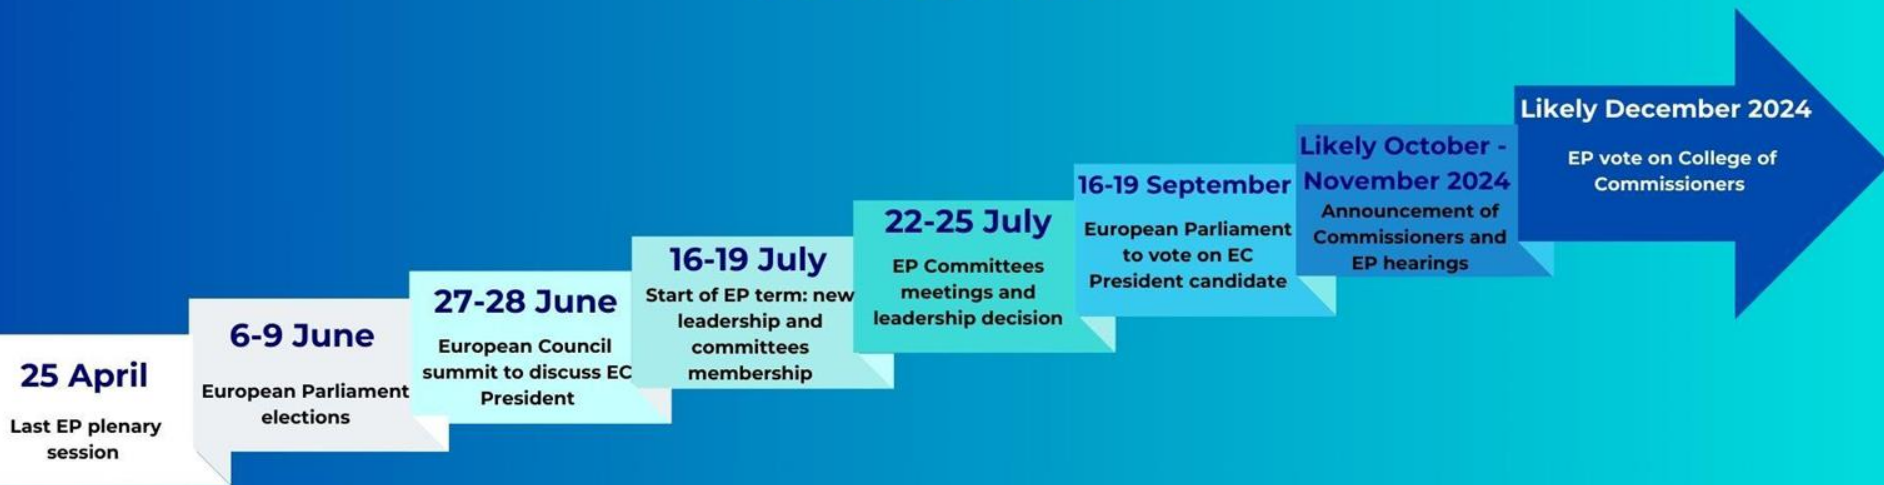 25 April
Last EP plenary
session
6-9 June
European Parliament
elections
27-28 June
European Council
summit to discuss EC
President
16-19 July
Start of EP term: new
leadership and
committees
membership
22-25 July
EP Committees
meetings and
leadership decision
16-19 September
European Parliament
to vote on EC
President candidate
Likely October -
November 2024
Announcement of
Commissioners and
EP hearings
Likely December 2024
EP vote on College of
Commissioners